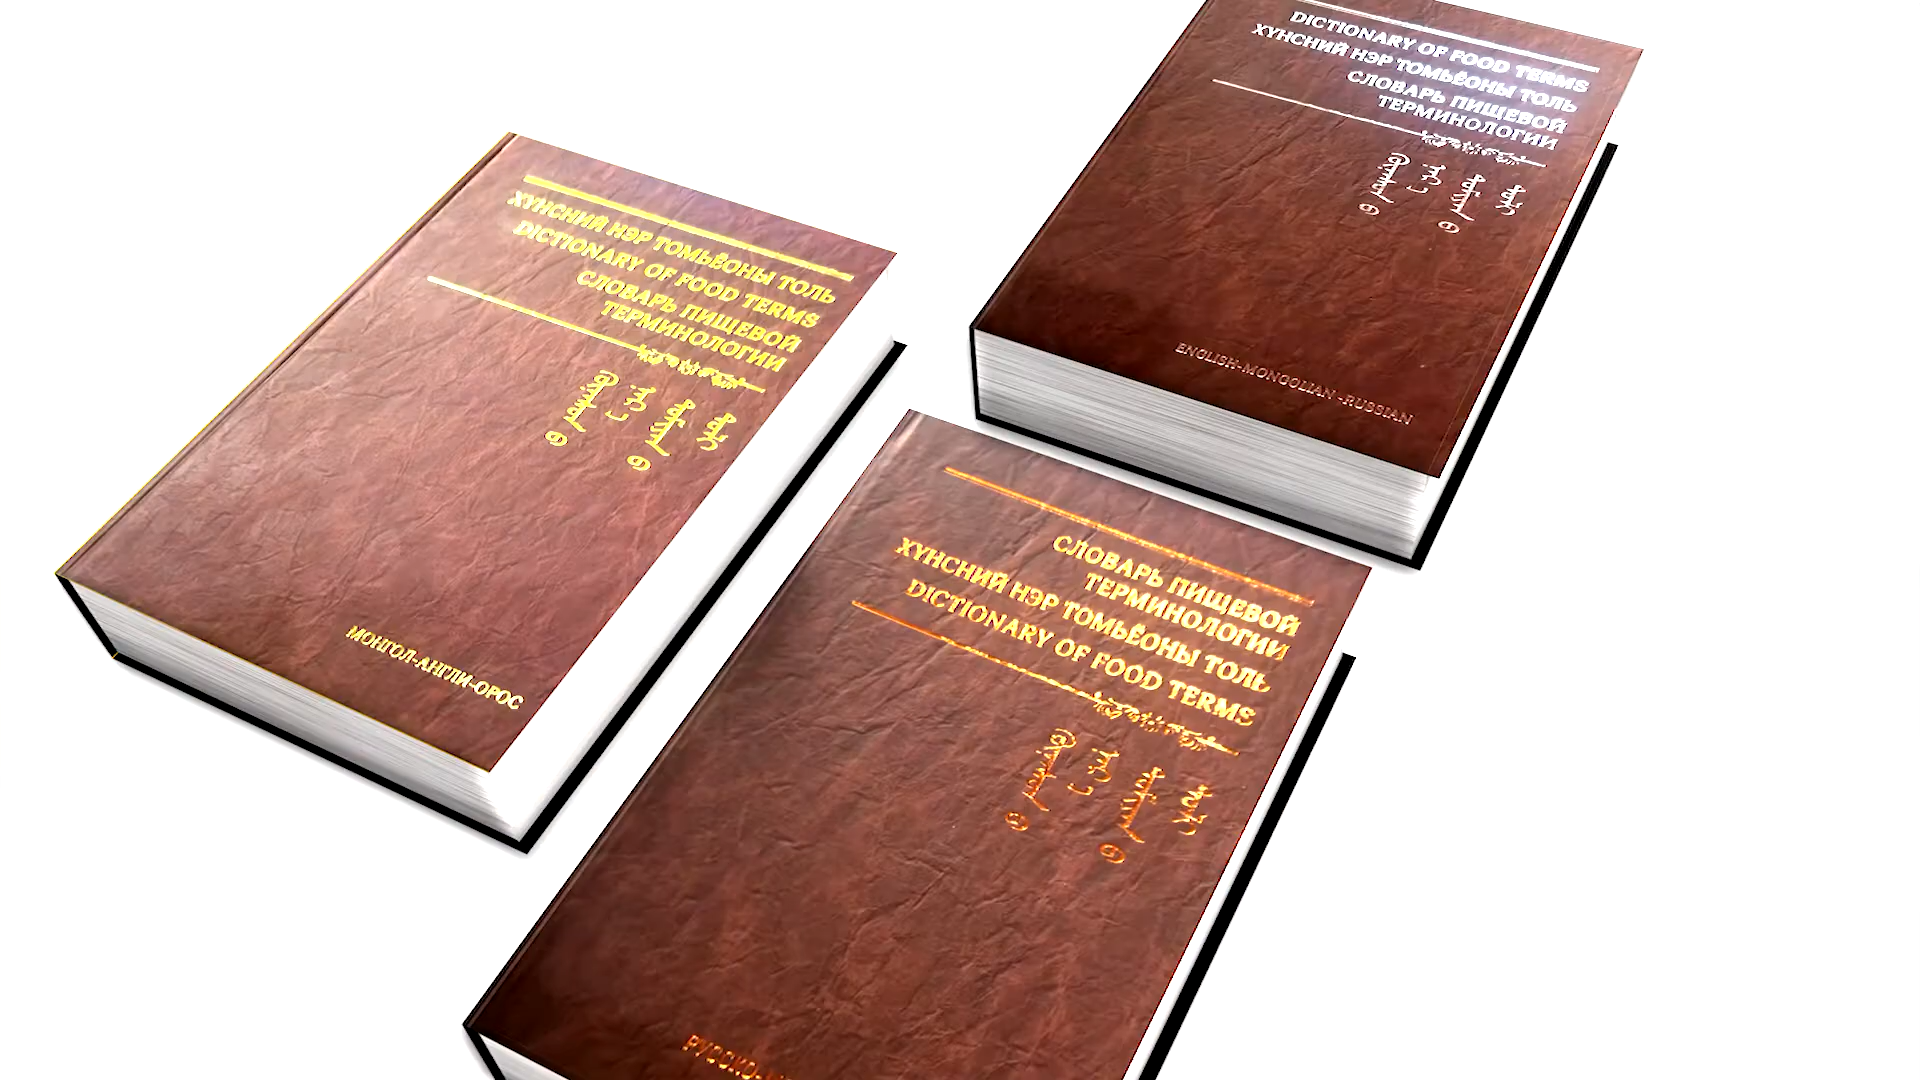 ХҮНСНИЙ НЭР ТОМЬЁОНЫ ТОЛЬ
DICTIONARY OF FOOD TERMS
СЛОВАРЬ ПИЩЕВОЙ
ТЕРМИНОЛОГИИ
МОНГОЛ-АНГЛИ-ОРОС
DICTIONARY OF FOOD TERMS
ХҮНСНИЙ НЭР ТОМЬЁОНЫ ТОЛЬ
СЛОВАРЬ ПИЩЕВОЙ
ТЕРМИНОЛОГИИ
ENGLISH-MONGOLIAN -RUSSIAN
СЛОВАРЬ ПИЩЕВОЙ
ТЕРМИНОЛОГИИ
ХҮНСНИЙ НЭР ТОМЬЁОНЫ ТОЛЬ
DICTIONARY OF FOOD TERMS
РУССКО-